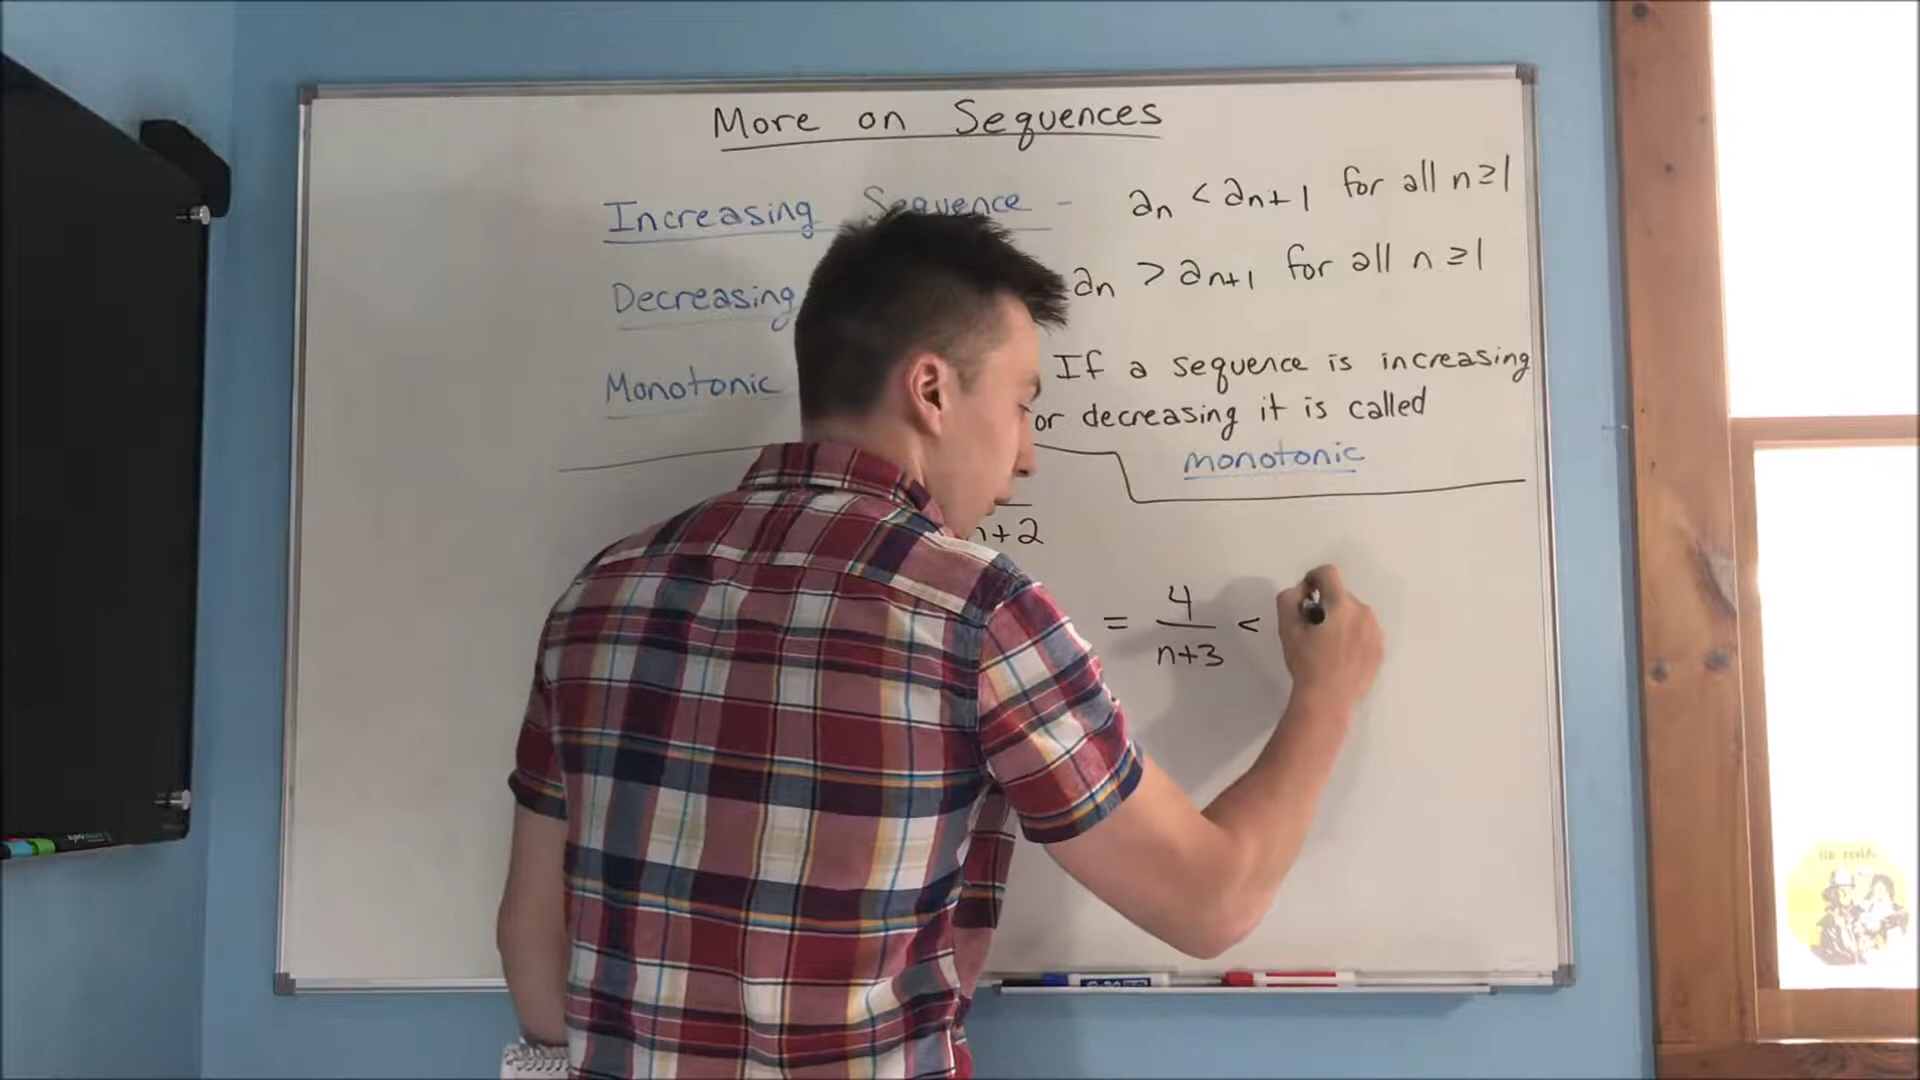 More on Sequences
Increasing Sequence - an < an+1 for all n ≥ 1
Decreasing an > an+1 for all n ≥ 1
Monotonic If a sequence is increasing
or decreasing it is called
monotonic
n+2
= 4/n+3 <